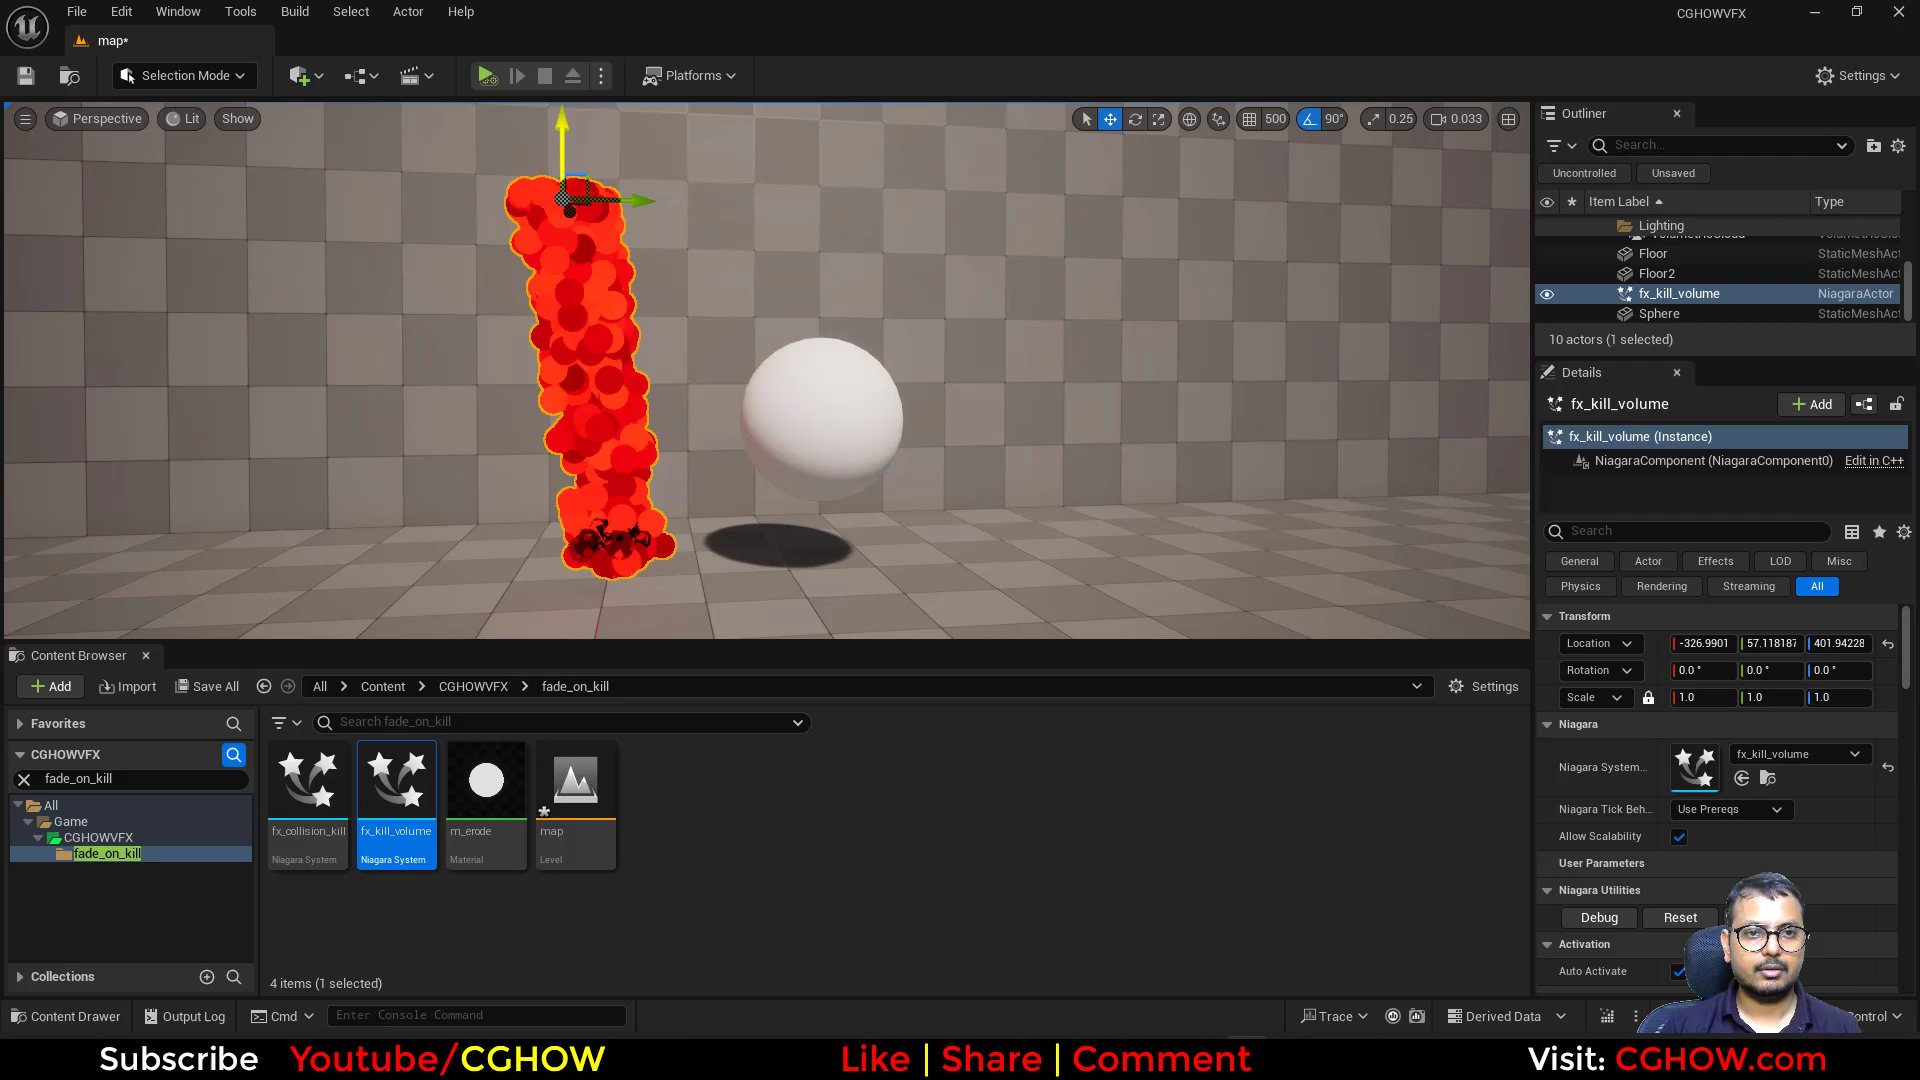 File Edit Window Tools Build Select Actor Help
CGHOWVFX
map*
Selection Mode
Platforms
Settings
Perspective
Lit
Show
500
90°
0.25
0.033
Outliner
Search...
Uncontrolled
Unsaved
Item Label
Type
Lighting
Floor
StaticMeshAct
Floor2
StaticMeshAct
fx_kill_volume
NiagaraActor
Sphere
StaticMeshAct
10 actors (1 selected)
Details
fx_kill_volume
Add
fx_kill_volume (Instance)
NiagaraComponent (NiagaraComponent0)
Edit in C++
Search
General
Actor
Effects
LOD
Misc
Physics
Rendering
Streaming
All
Transform
Location
-326.9901
57.118187
401.94228
Rotation
0.0 °
0.0 °
0.0 °
Scale
1.0
1.0
1.0
Niagara
Niagara System...
fx_kill_volume
Niagara Tick Beh...
Use Prereqs
Allow Scalability
User Parameters
Niagara Utilities
Debug
Reset
Activation
Auto Activate
Content Browser
Add
Import
Save All
All
Content
CGHOWVFX
fade_on_kill
Settings
Favorites
Search fade_on_kill
CGHOWVFX
fade_on_kill
All
Game
CGHOWVFX
fade_on_kill
fx_collision_kill
Niagara System
fx_kill_volume
Niagara System
m_erode
Material
map
Level
Collections
4 items (1 selected)
Content Drawer
Output Log
Cmd
Enter Console Command
Trace
Derived Data
Subscribe Youtube/CGHOW
Like | Share | Comment
Visit: CGHOW.com